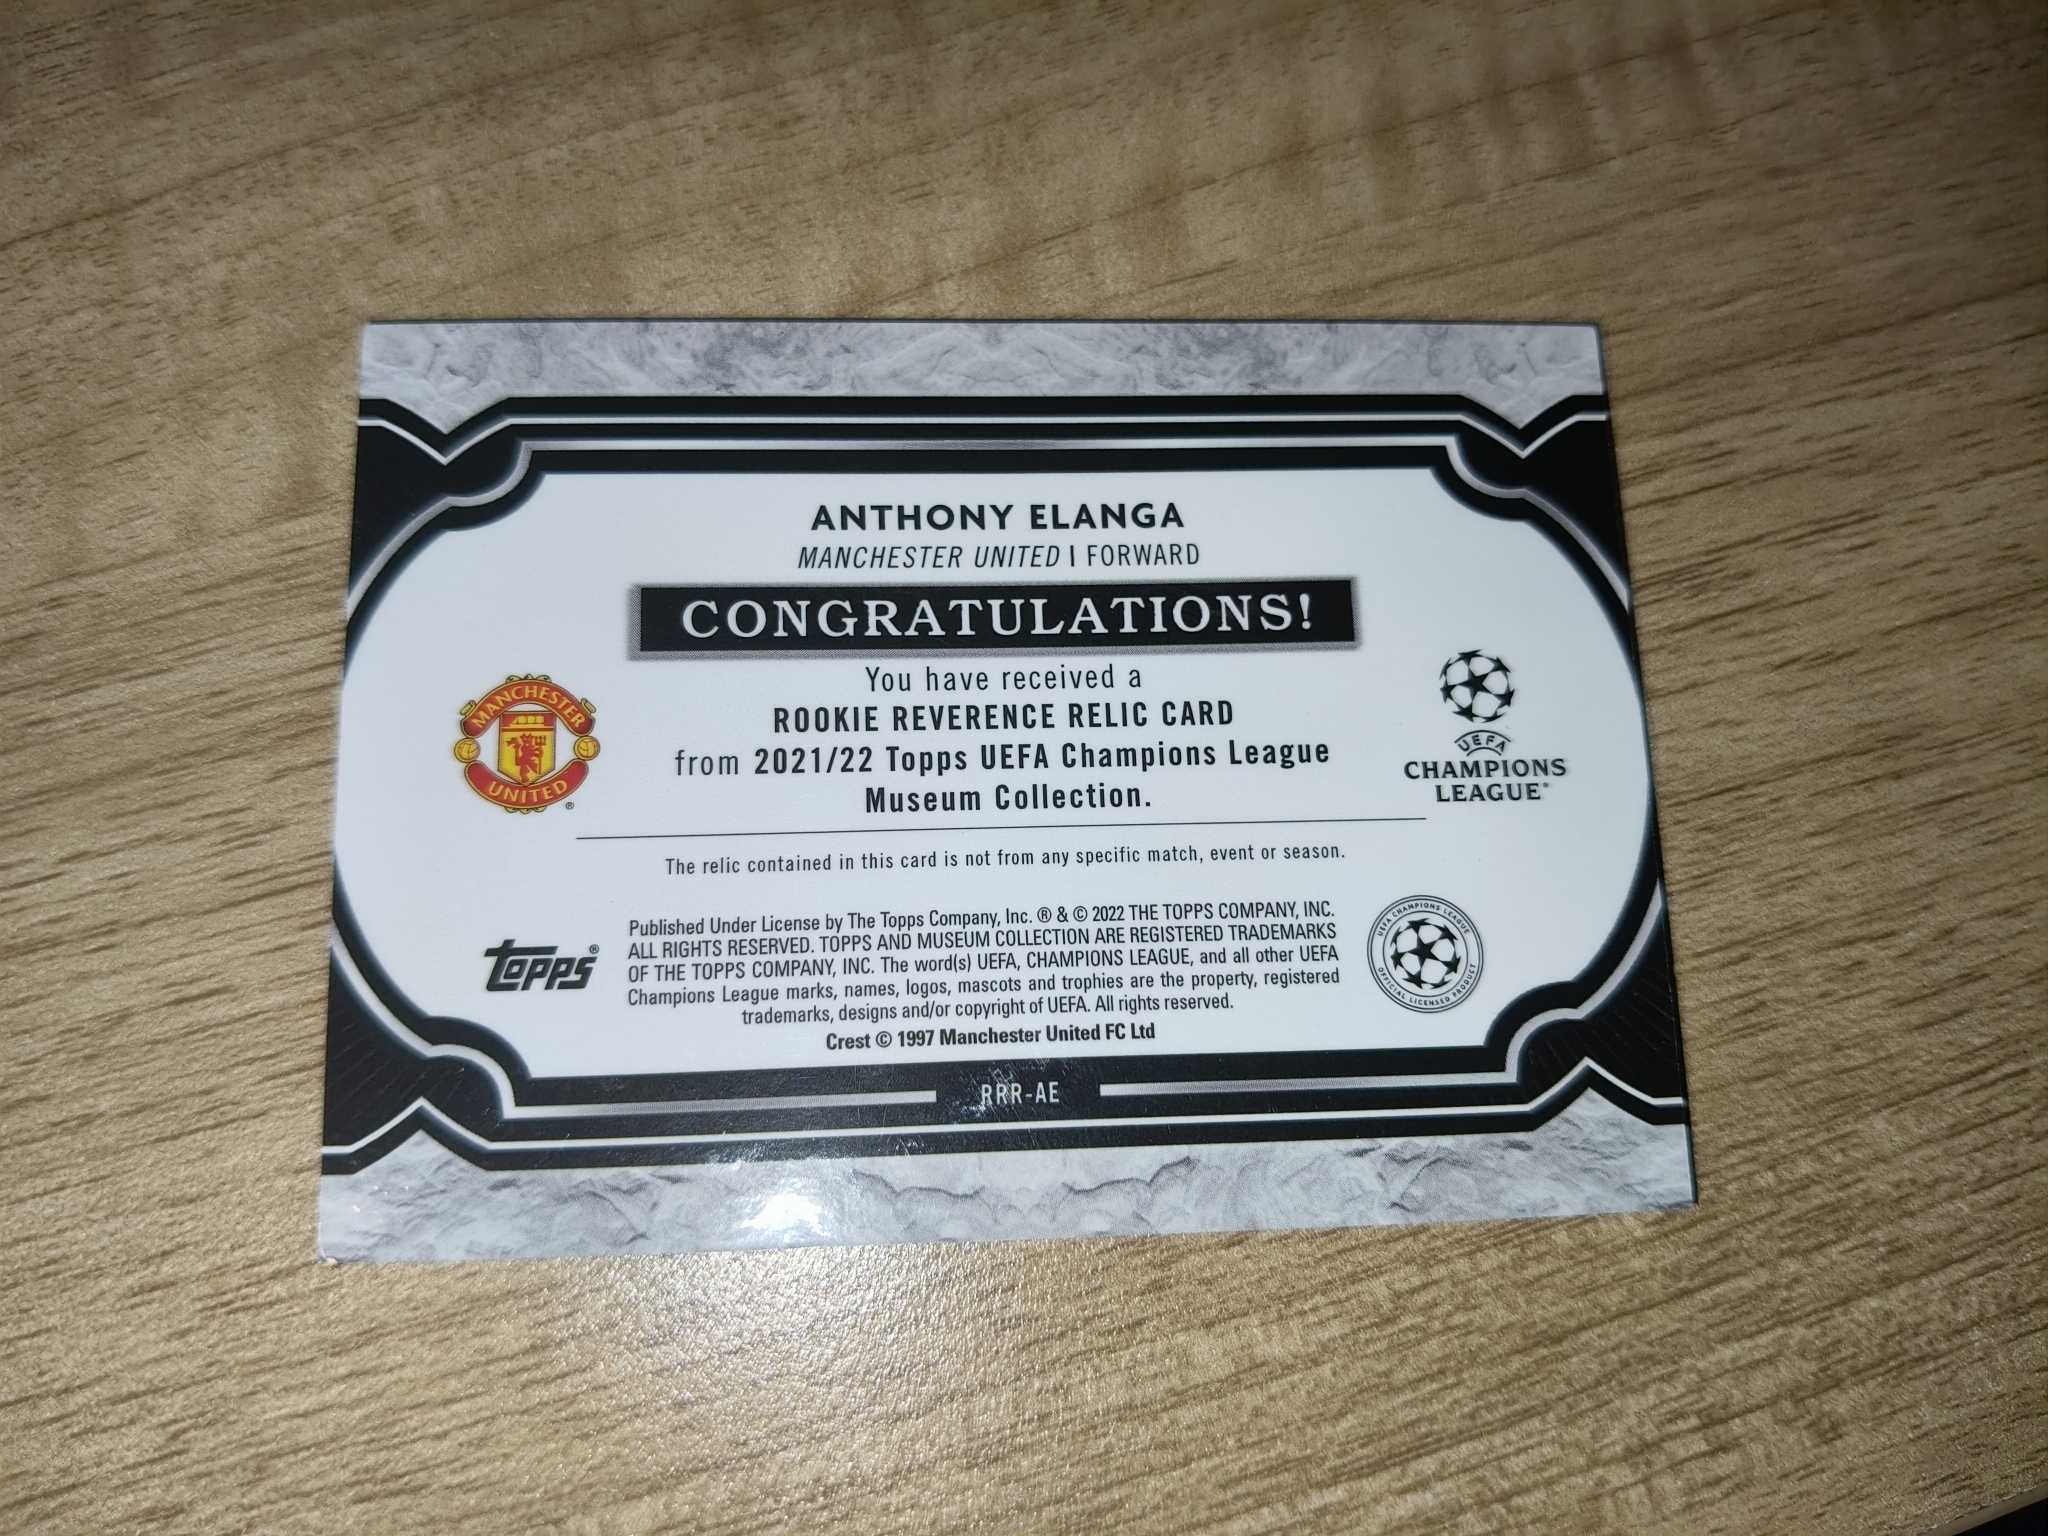 ANTHONY ELANGA
MANCHESTER UNITED | FORWARD
CONGRATULATIONS!
You have received a
ROOKIE REVERENCE RELIC CARD
from 2021/22 Topps UEFA Champions League
Museum Collection.
MANCHESTER
UNITED ®
UEFA
CHAMPIONS
LEAGUE®
The relic contained in this card is not from any specific match, event or season.
topps®
Published Under License by The Topps Company, Inc. ® & © 2022 THE TOPPS COMPANY, INC.
ALL RIGHTS RESERVED. TOPPS AND MUSEUM COLLECTION ARE REGISTERED TRADEMARKS
OF THE TOPPS COMPANY, INC. The word(s) UEFA, CHAMPIONS LEAGUE, and all other UEFA
Champions League marks, names, logos, mascots and trophies are the property, registered
trademarks, designs and/or copyright of UEFA. All rights reserved.
Crest © 1997 Manchester United FC Ltd
UEFA CHAMPIONS LEAGUE
OFFICIAL LICENSED PRODUCT
RRR-AE